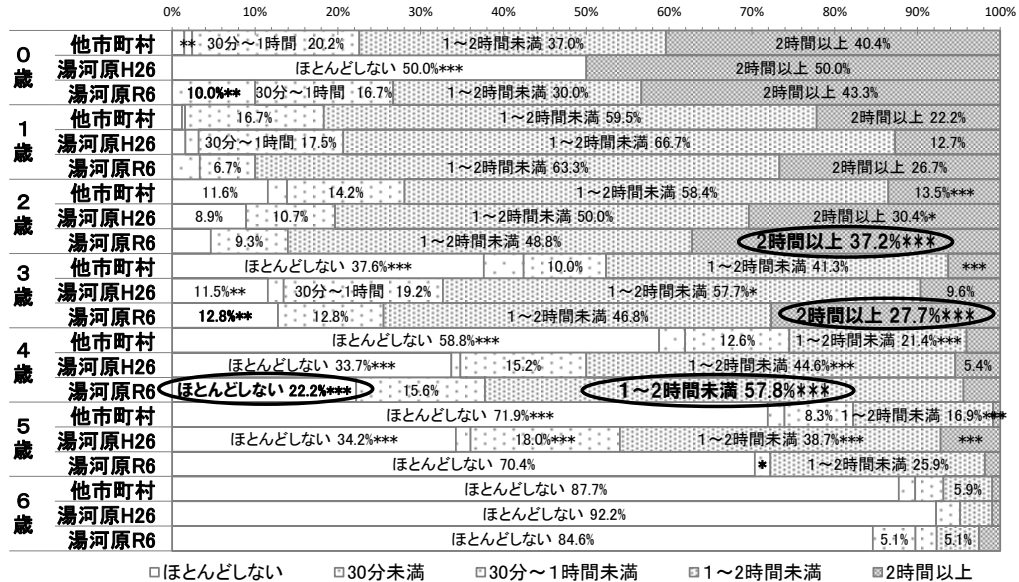 0% 10% 20% 30% 40% 50% 60% 70% 80% 90% 100%
0歳
他市町村 ** 30分～1時間 20.2% 1～2時間未満 37.0% 2時間以上 40.4%
湯河原H26 ほとんどしない 50.0%*** 2時間以上 50.0%
湯河原R6 10.0%** 30分～1時間 16.7% 1～2時間未満 30.0% 2時間以上 43.3%
1歳
他市町村 16.7% 1～2時間未満 59.5% 2時間以上 22.2%
湯河原H26 30分～1時間 17.5% 1～2時間未満 66.7% 12.7%
湯河原R6 6.7% 1～2時間未満 63.3% 2時間以上 26.7%
2歳
他市町村 11.6% 14.2% 1～2時間未満 58.4% 13.5%***
湯河原H26 8.9% 10.7% 1～2時間未満 50.0% 2時間以上 30.4%*
湯河原R6 9.3% 1～2時間未満 48.8% 2時間以上 37.2%***
3歳
他市町村 ほとんどしない 37.6%*** 10.0% 1～2時間未満 41.3% ***
湯河原H26 11.5%** 30分～1時間 19.2% 1～2時間未満 57.7%* 9.6%
湯河原R6 12.8%** 12.8% 1～2時間未満 46.8% 2時間以上 27.7%***
4歳
他市町村 ほとんどしない 58.8%*** 12.6% 1～2時間未満 21.4%***
湯河原H26 ほとんどしない 33.7%*** 15.2% 1～2時間未満 44.6%*** 5.4%
湯河原R6 ほとんどしない 22.2%*** 15.6% 1～2時間未満 57.8%***
5歳
他市町村 ほとんどしない 71.9%*** 8.3% 1～2時間未満 16.9%*** ***
湯河原H26 ほとんどしない 34.2%*** 18.0%*** 1～2時間未満 38.7%*** ***
湯河原R6 ほとんどしない 70.4% * 1～2時間未満 25.9%
6歳
他市町村 ほとんどしない 87.7% 5.9%
湯河原H26 ほとんどしない 92.2%
湯河原R6 ほとんどしない 84.6% 5.1% 5.1%
ほとんどしない 30分未満 30分～1時間未満 1～2時間未満 2時間以上